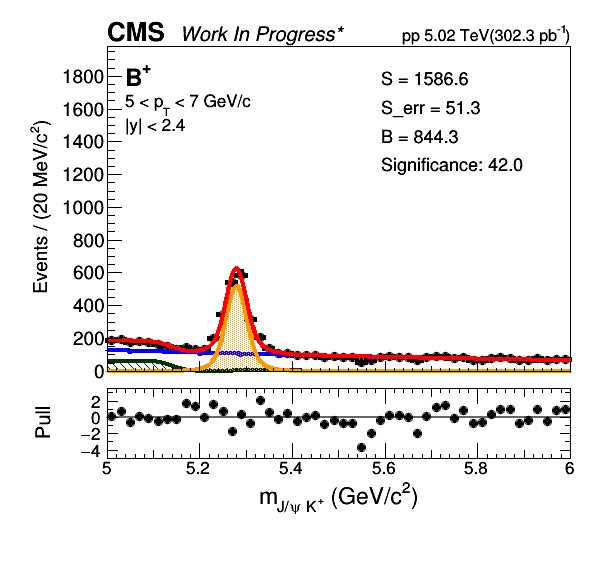 CMS Work In Progress* pp 5.02 TeV(302.3 pb⁻¹)
B⁺
5 < p_T < 7 GeV/c
|y| < 2.4
S = 1586.6
S_err = 51.3
B = 844.3
Significance: 42.0
Events / (20 MeV/c²)
1800
1600
1400
1200
1000
800
600
400
200
0
Pull
2
0
−2
−4
5 5.2 5.4 5.6 5.8 6
m_{J/ψ K⁺} (GeV/c²)